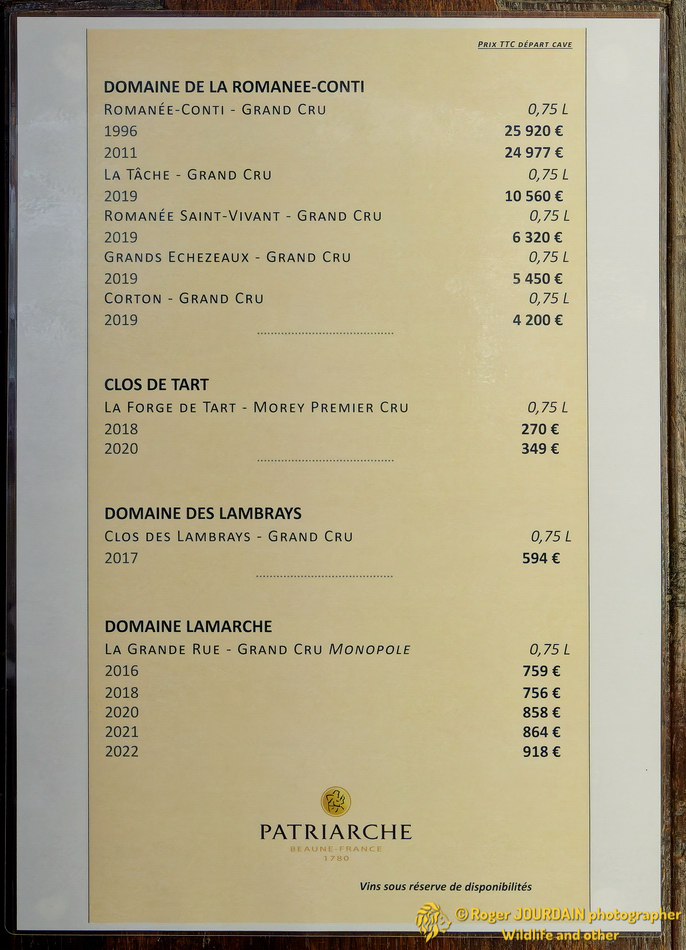 PRIX TTC DÉPART CAVE
DOMAINE DE LA ROMANEE-CONTI
ROMANÉE-CONTI - GRAND CRU 0,75 L
1996 25 920 €
2011 24 977 €
LA TÂCHE - GRAND CRU 0,75 L
2019 10 560 €
ROMANÉE SAINT-VIVANT - GRAND CRU 0,75 L
2019 6 320 €
GRANDS ECHEZEAUX - GRAND CRU 0,75 L
2019 5 450 €
CORTON - GRAND CRU 0,75 L
2019 4 200 €
CLOS DE TART
LA FORGE DE TART - MOREY PREMIER CRU 0,75 L
2018 270 €
2020 349 €
DOMAINE DES LAMBRAYS
CLOS DES LAMBRAYS - GRAND CRU 0,75 L
2017 594 €
DOMAINE LAMARCHE
LA GRANDE RUE - GRAND CRU MONOPOLE 0,75 L
2016 759 €
2018 756 €
2020 858 €
2021 864 €
2022 918 €
PATRIARCHE
BEAUNE-FRANCE
1780
Vins sous réserve de disponibilités
©Roger JOURDAIN photographer
Wildlife and other